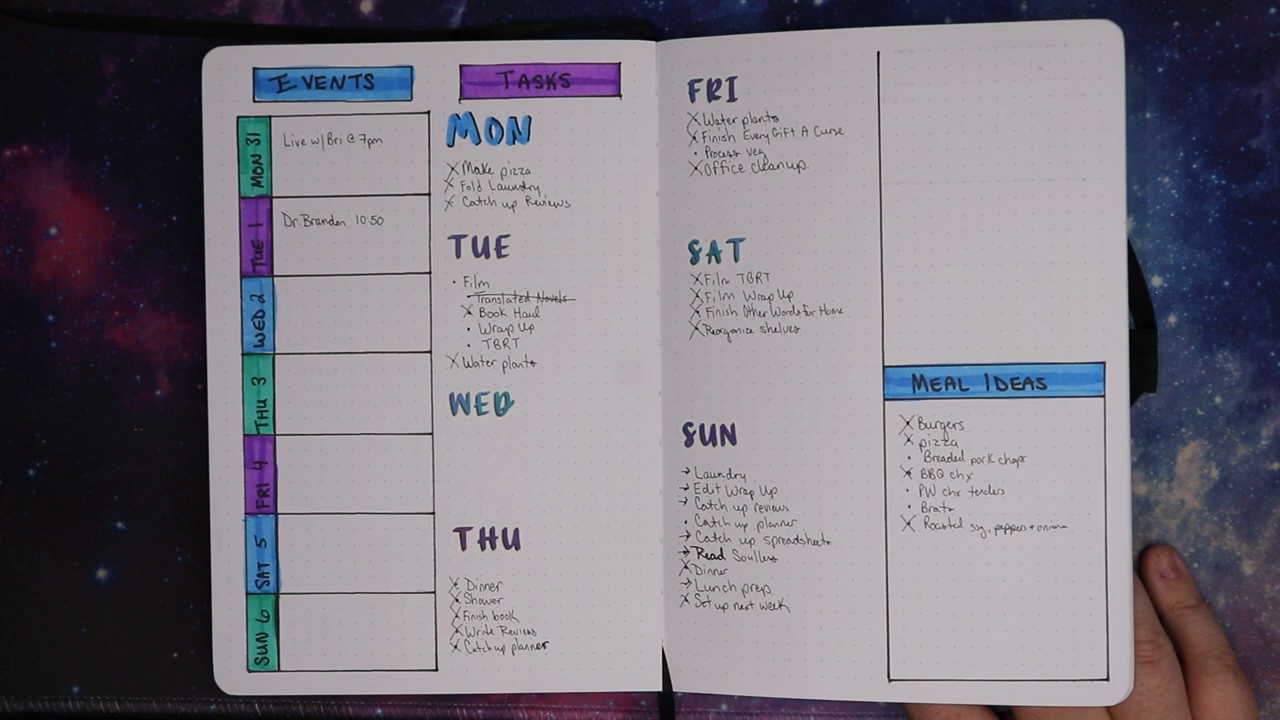 EVENTS
MON 31
Live w/ Bri @ 7pm
TUE 1
Dr. Brandon 10:50
WED 2
THU 3
FRI 4
SAT 5
SUN 6
TASKS
MON
X Make pizza
X Fold Laundry
X Catch up Reviews
TUE
• Film
Translated Novels
X Book Haul
• Wrap Up
• TBRT
X Water plants
WED
THU
X Dinner
X Shower
X Finish book
X Write Reviews
X Catch up planner
FRI
X Water plants
X Finish Every Gift A Curse
• Process veg
X Office cleanup
SAT
X Film TBRT
X Film Wrap Up
X Finish Other Words for Home
X Reorganize shelves
SUN
→ Laundry
→ Edit Wrap Up
→ Catch up reviews
• Catch up planner
→ Catch up spreadsheets
→ Read Soulless
X Dinner
→ Lunch prep
X Set up next week
MEAL IDEAS
X Burgers
X pizza
• Breaded pork chops
X BBQ chx
• PW chx tenders
• Brats
X Roasted peppers + onions